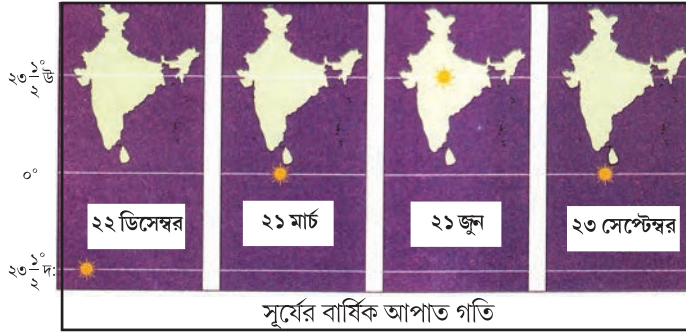 ২৩ ১/২° উ:
০°
২২ ডিসেম্বর
২১ মার্চ
২১ জুন
২৩ সেপ্টেম্বর
২৩ ১/২° দ:
সূর্যের বার্ষিক আপাত গতি